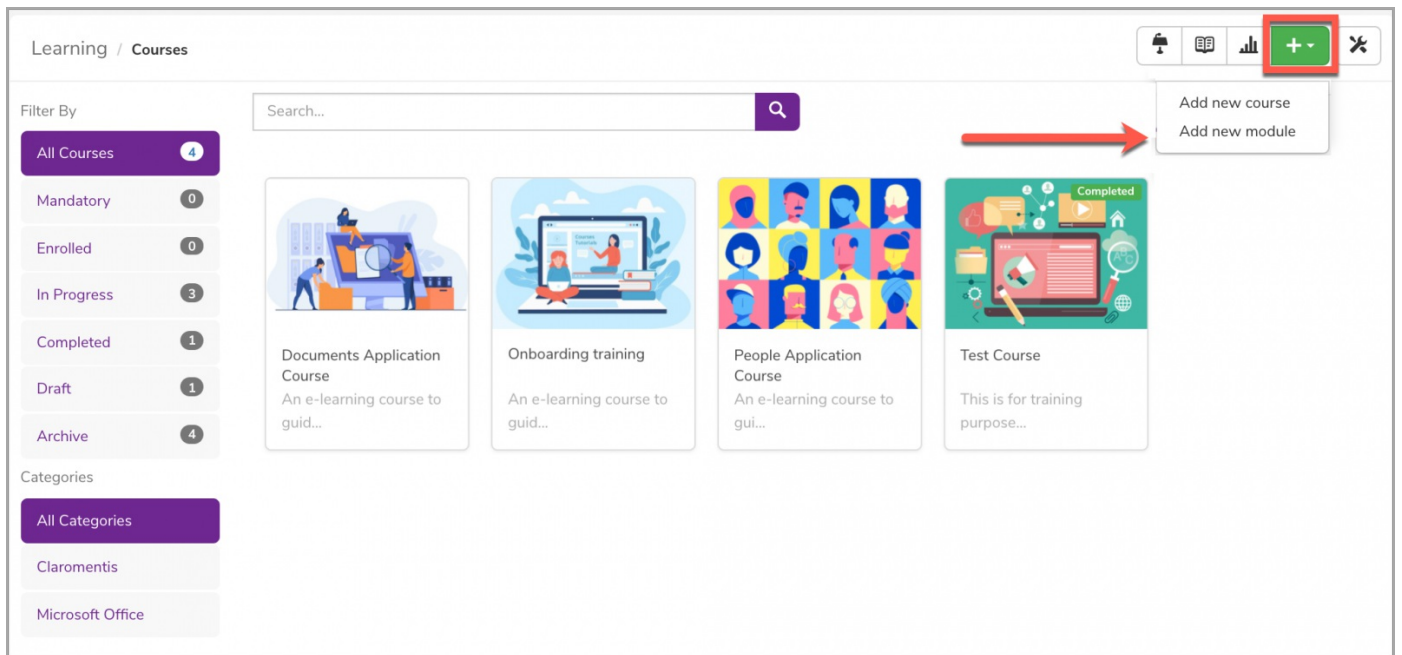 Learning / Courses
Filter By
Search...
Add new course
Add new module
All Courses 4
Mandatory 0
Enrolled 0
In Progress 3
Completed 1
Draft 1
Archive 4
Categories
All Categories
Claromentis
Microsoft Office
Courses
Tutorials
Completed
Documents Application
Course
An e-learning course to
guid...
Onboarding training
An e-learning course to
guid...
People Application
Course
An e-learning course to
gui...
Test Course
This is for training
purpose...